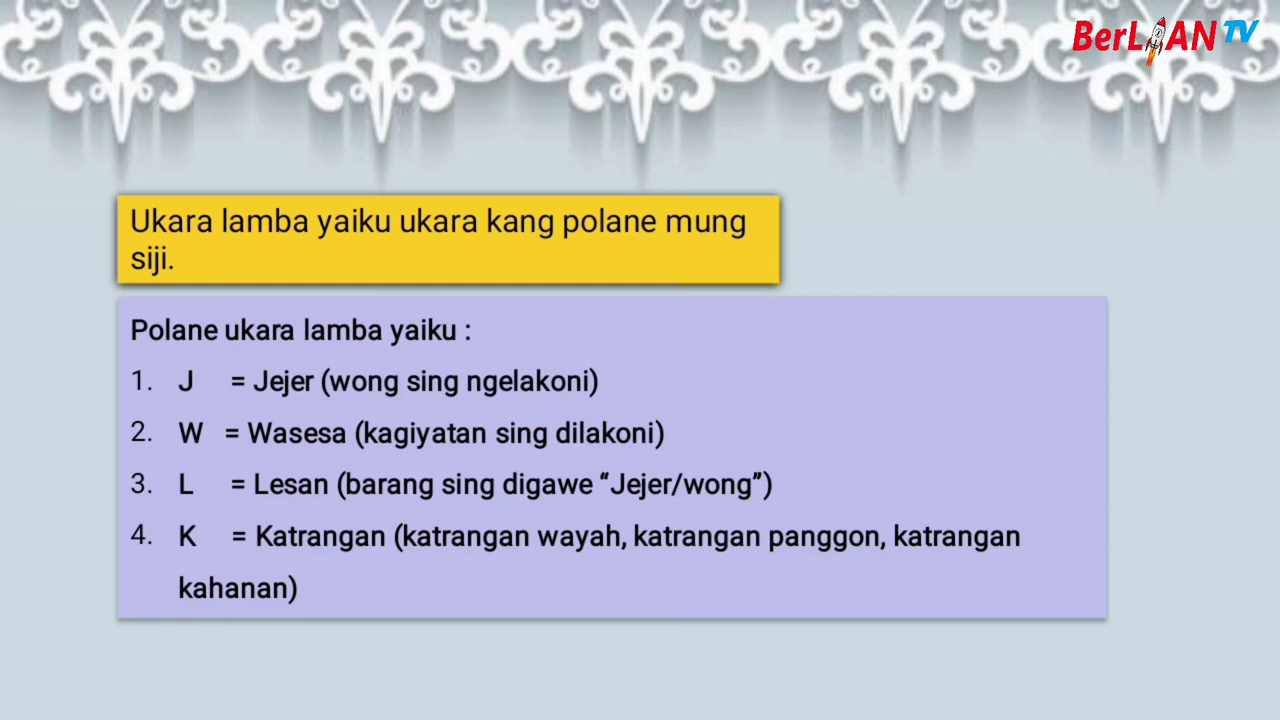 BerLIAN TV
Ukara lamba yaiku ukara kang polane mung
siji.
Polane ukara lamba yaiku :
1. J = Jejer (wong sing ngelakoni)
2. W = Wasesa (kagiyatan sing dilakoni)
3. L = Lesan (barang sing digawe “Jejer/wong”)
4. K = Katrangan (katrangan wayah, katrangan panggon, katrangan
kahanan)